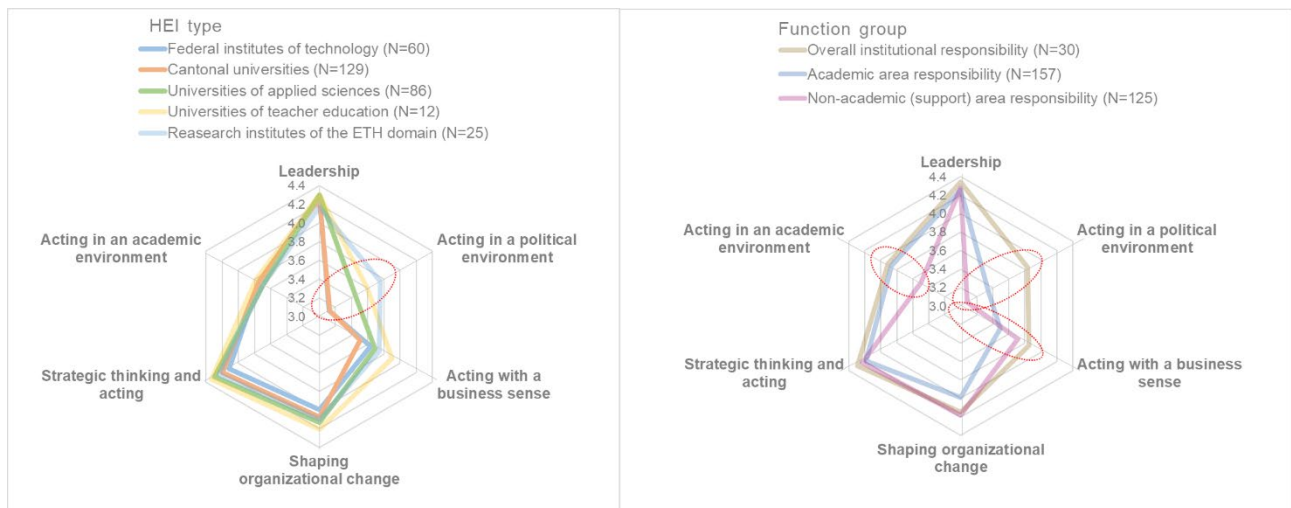 HEI type
Federal institutes of technology (N=60)
Cantonal universities (N=129)
Universities of applied sciences (N=86)
Universities of teacher education (N=12)
Reasearch institutes of the ETH domain (N=25)
Leadership
4.4
4.2
4.0
3.8
3.6
3.4
3.2
3.0
Acting in an academic
environment
Acting in a political
environment
Strategic thinking and
acting
Acting with a
business sense
Shaping
organizational change
Function group
Overall institutional responsibility (N=30)
Academic area responsibility (N=157)
Non-academic (support) area responsibility (N=125)
Leadership
4.4
4.2
4.0
3.8
3.6
3.4
3.2
3.0
Acting in an academic
environment
Acting in a political
environment
Strategic thinking and
acting
Acting with a business
sense
Shaping organizational
change